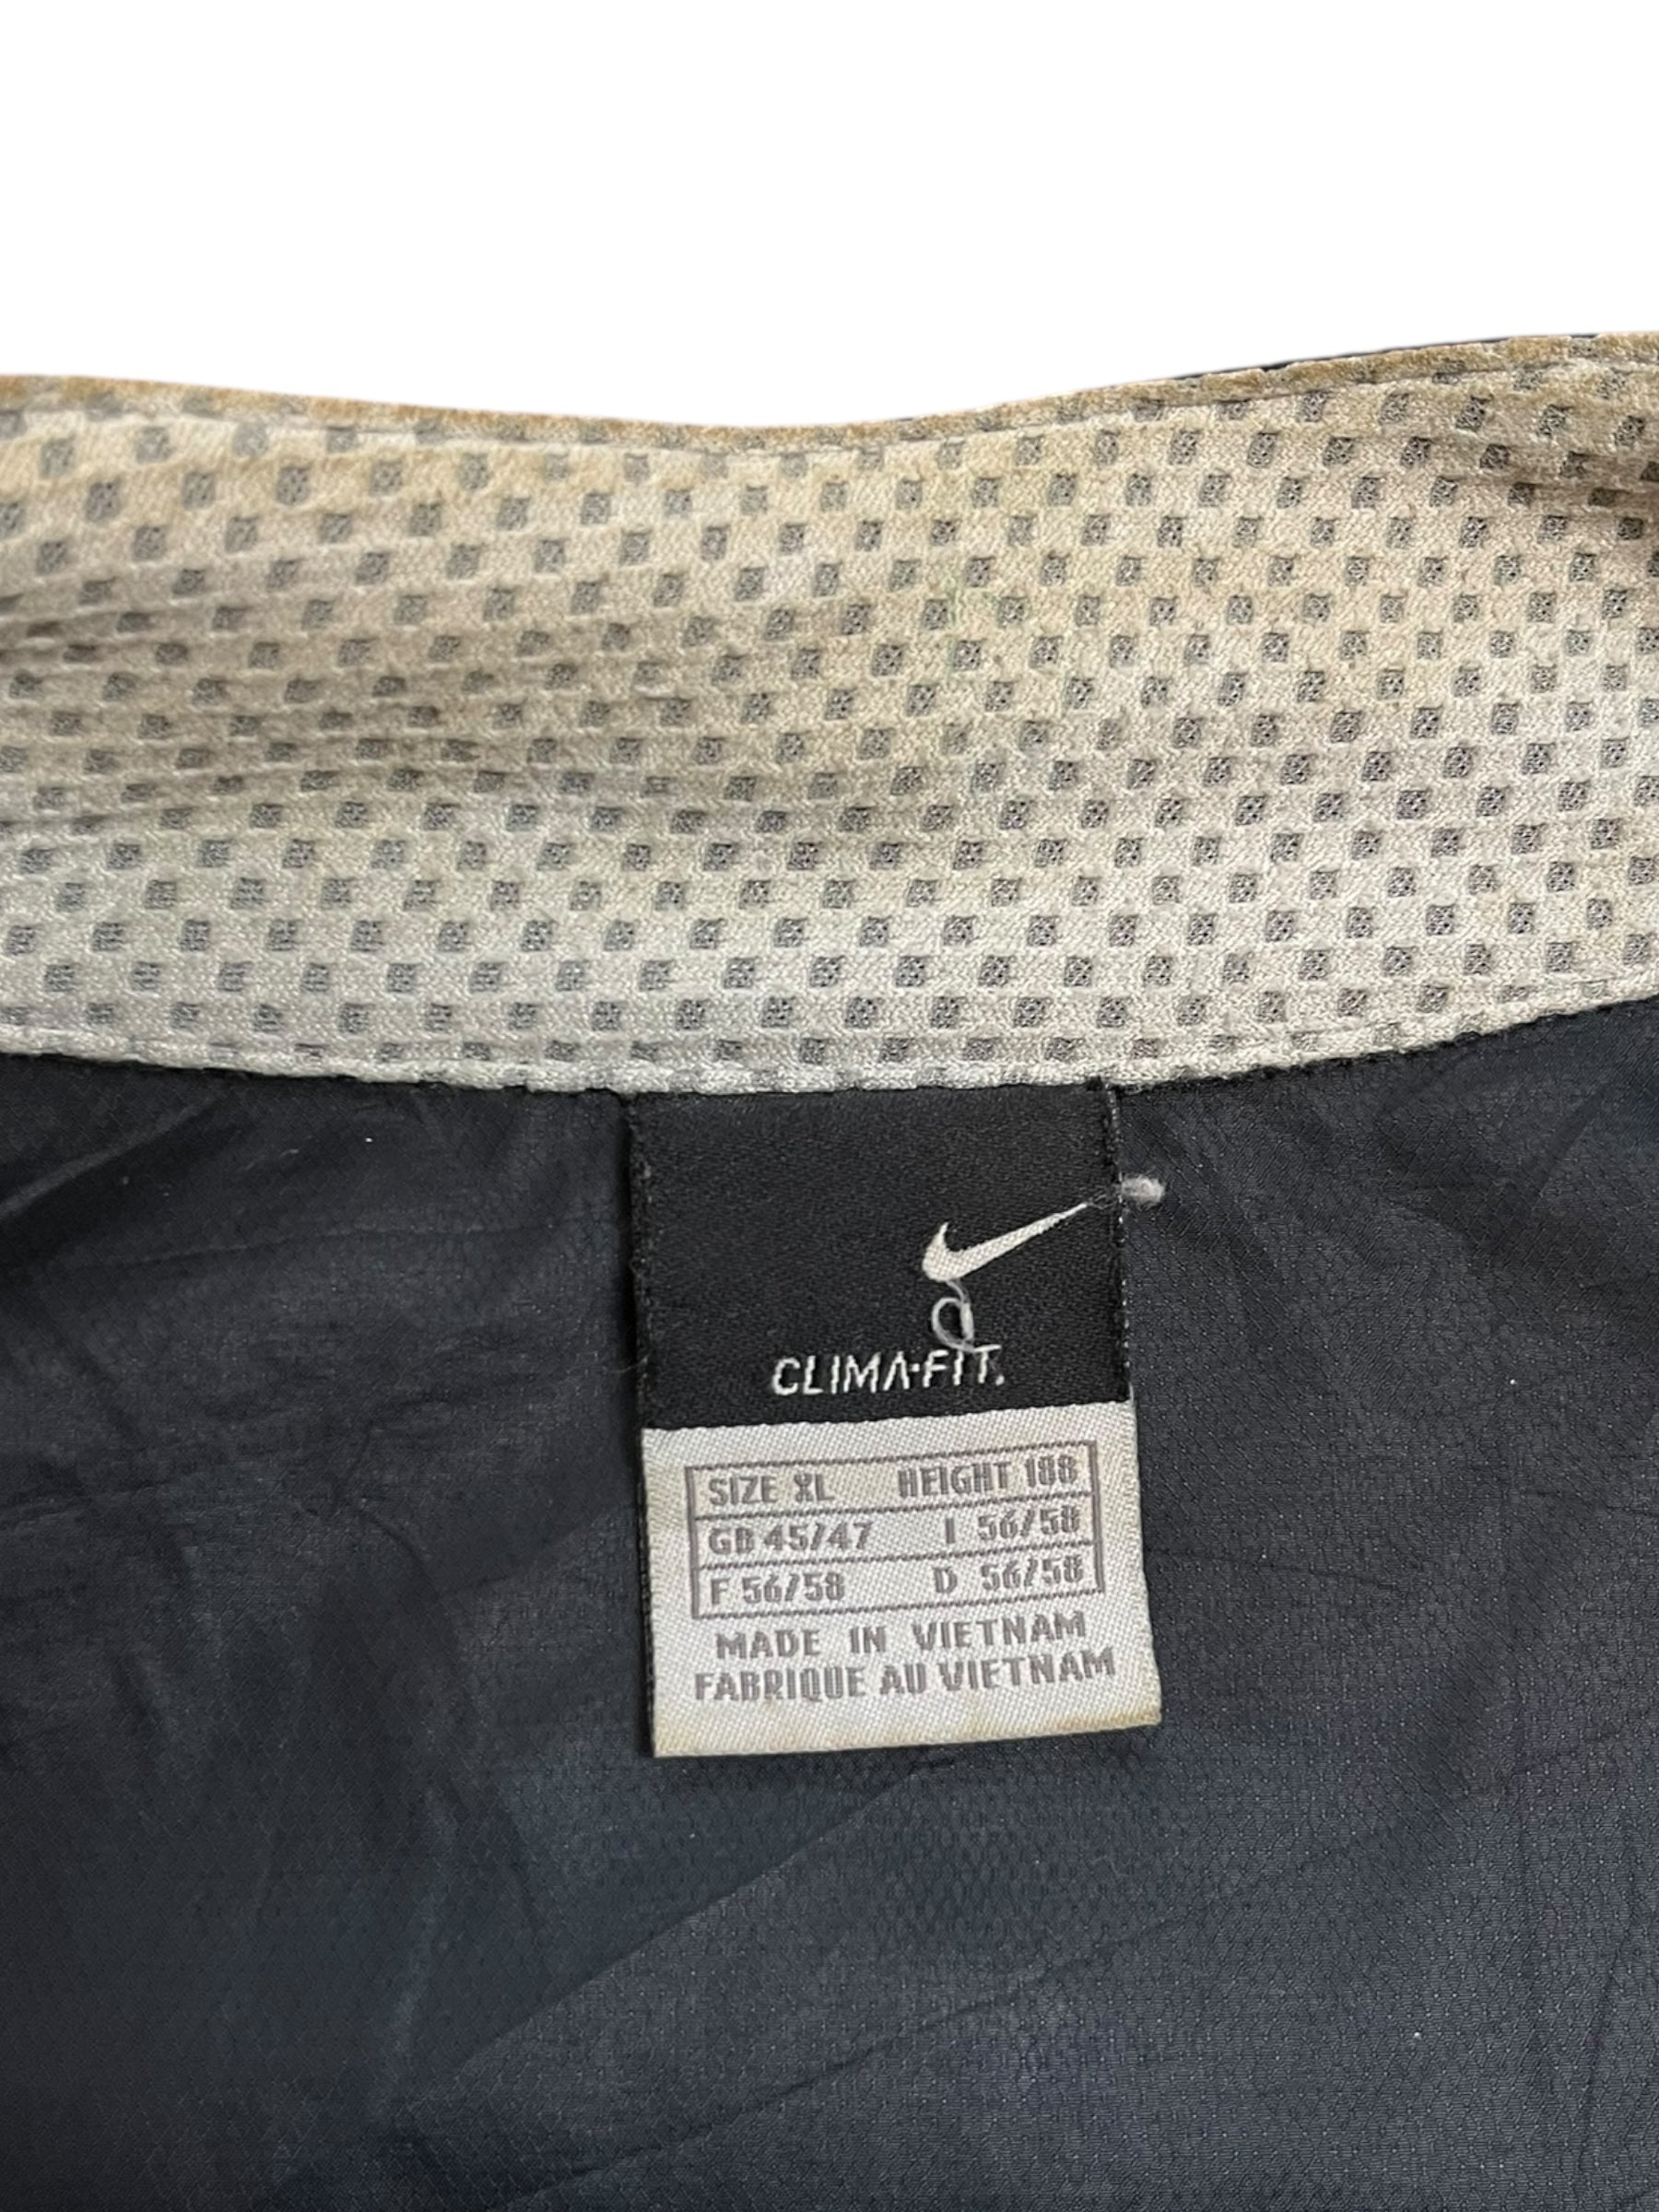 CLIMA-FIT.
SIZE XL HEIGHT 188
GB 45/47 I 56/58
F 56/58 D 56/58
MADE IN VIETNAM
FABRIQUE AU VIETNAM